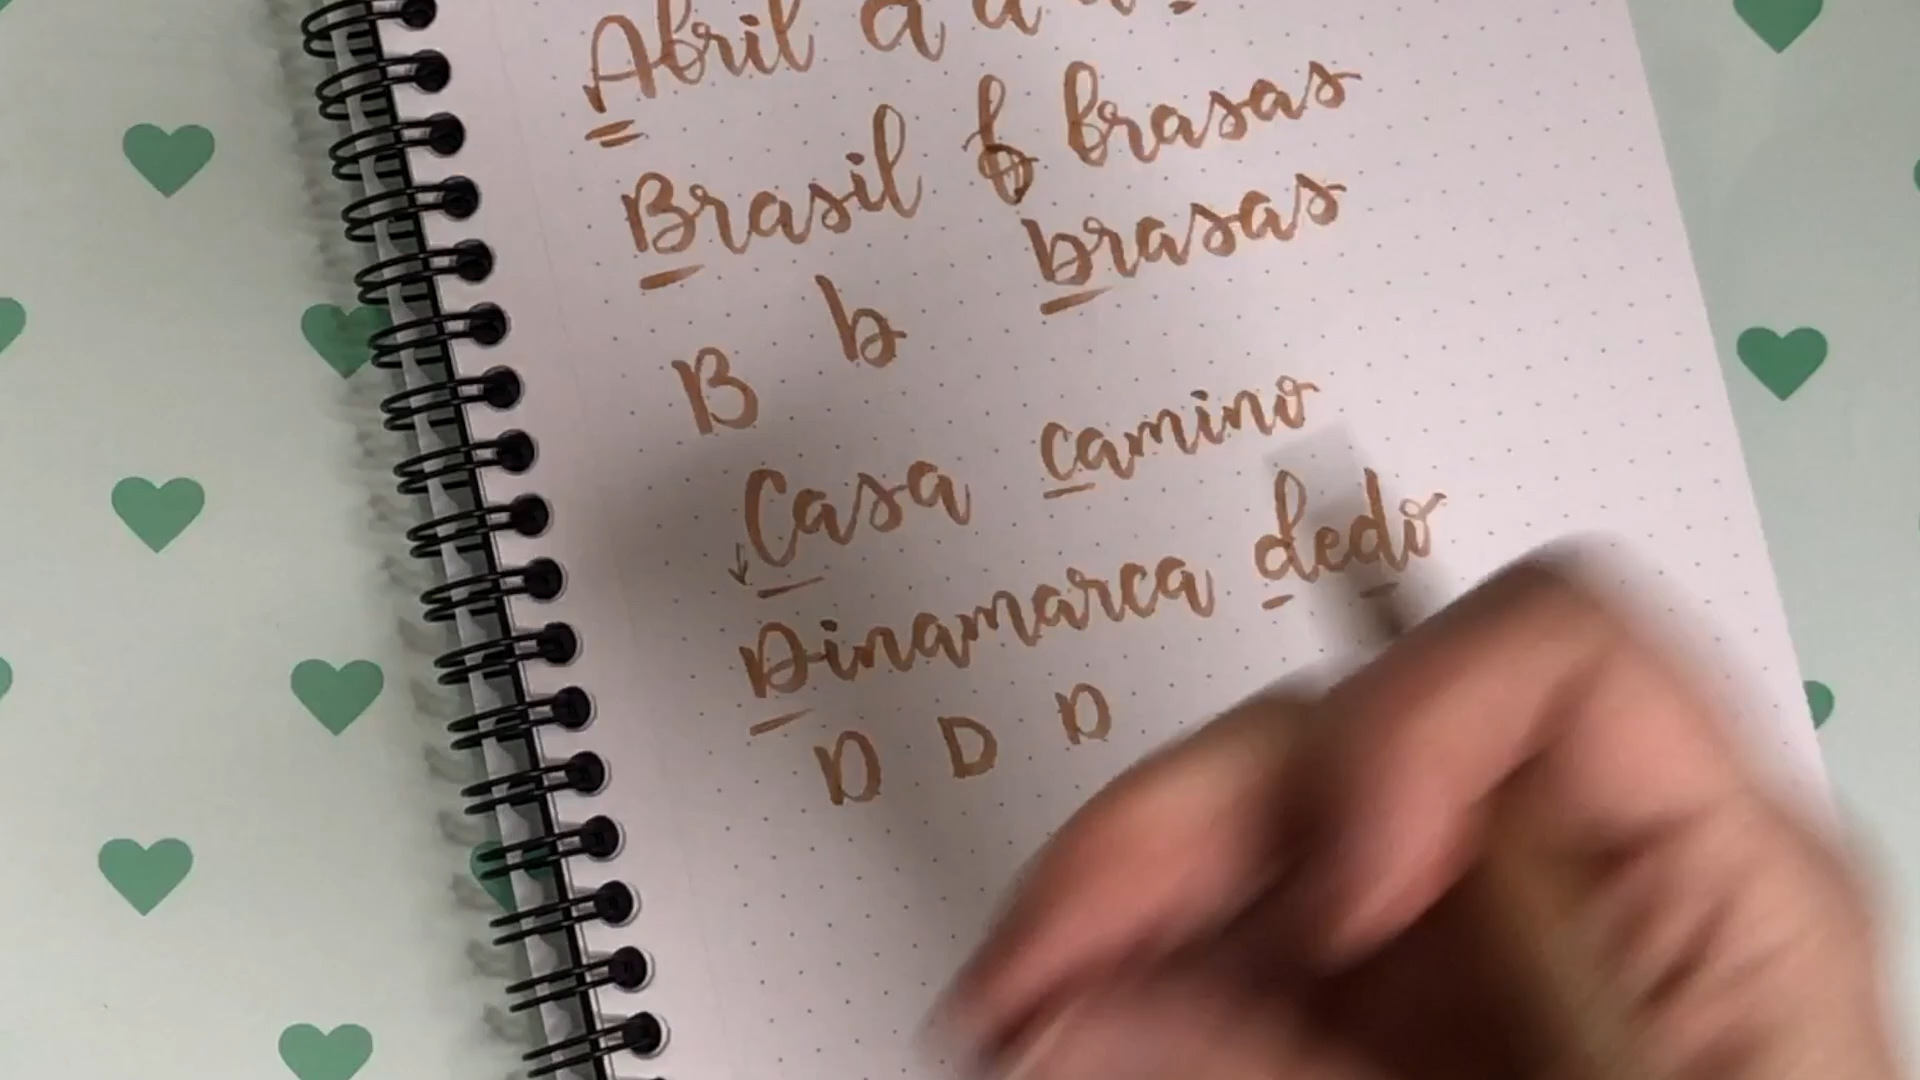 Abril a a
Brasil b brasas
B b brasas
Casa camino
Dinamarca dedo
D D D